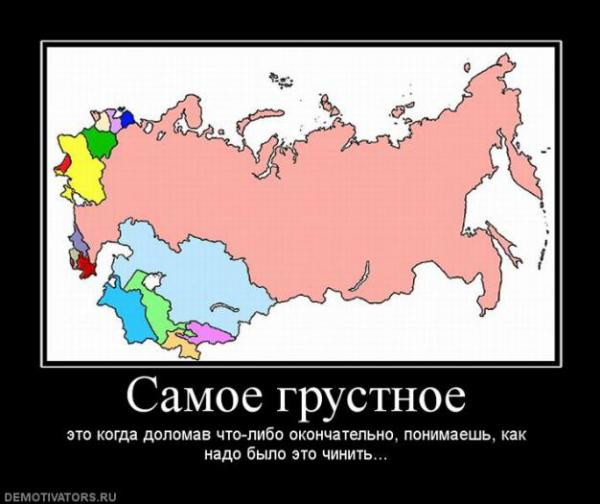 Самое грустное
это когда доломав что-либо окончательно, понимаешь, как
надо было это чинить...
DEMOTIVATORS.RU